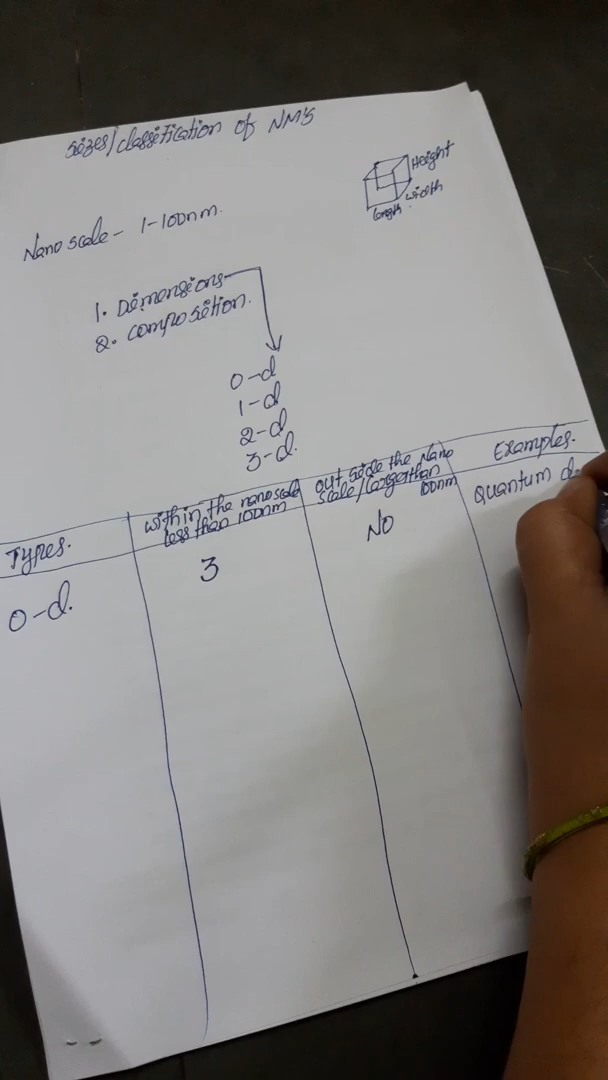 sizes/classification of NM's
Height
width
length
Nano scale - 1-100nm.
1. Dimensions
2. composition.
0-d
1-d
2-d
3-d.
Types.
within the nanoscale
less than 100nm
out side the Nano
scale/larger than
100nm
Examples.
0-d.
3
NO
Quantum d